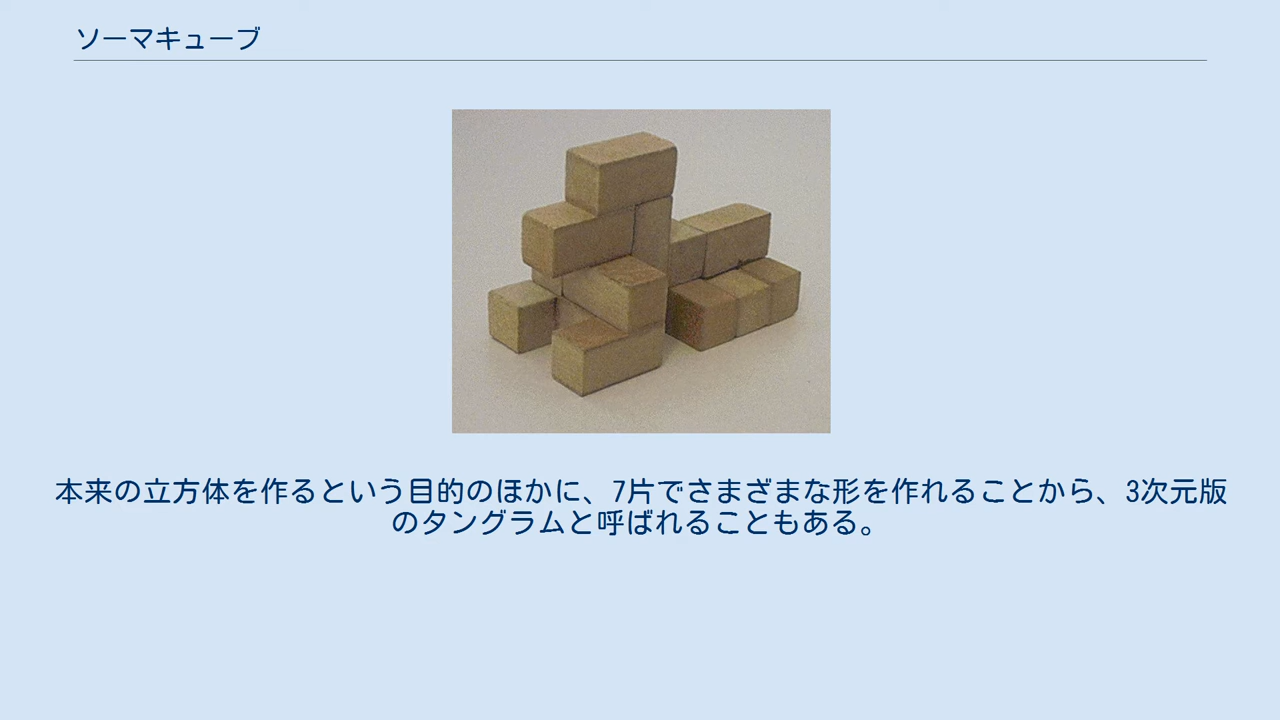 ソーマキューブ
本来の立方体を作るという目的のほかに、7片でさまざまな形を作れることから、3次元版
のタングラムと呼ばれることもある。